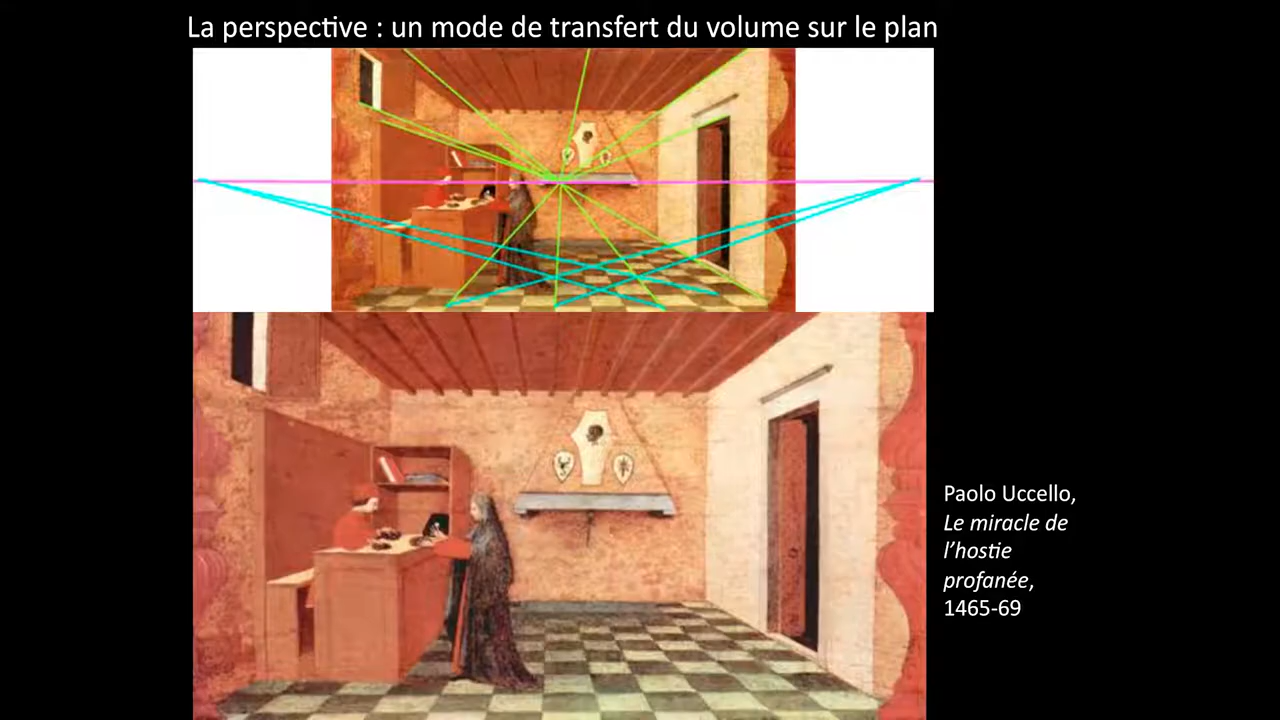 La perspective : un mode de transfert du volume sur le plan
Paolo Uccello,
Le miracle de
l’hostie
profanée,
1465-69